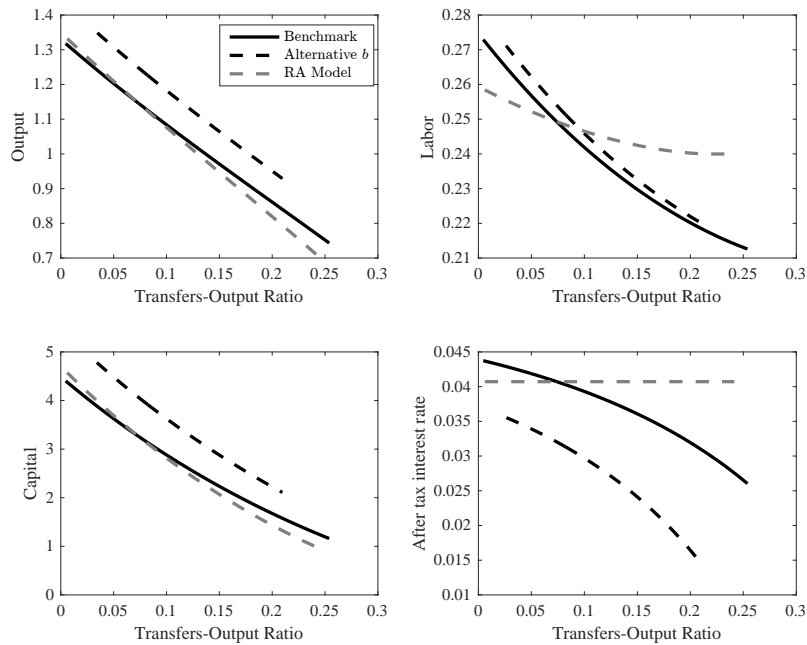 1.4
1.3
1.2
1.1
1
0.9
0.8
0.7
Output
0 0.05 0.1 0.15 0.2 0.25 0.3
Transfers-Output Ratio
Benchmark
Alternative b
RA Model
0.28
0.27
0.26
0.25
0.24
0.23
0.22
0.21
Labor
0 0.05 0.1 0.15 0.2 0.25 0.3
Transfers-Output Ratio
5
4
3
2
1
0
Capital
0 0.05 0.1 0.15 0.2 0.25 0.3
Transfers-Output Ratio
0.045
0.04
0.035
0.03
0.025
0.02
0.015
0.01
After tax interest rate
0 0.05 0.1 0.15 0.2 0.25 0.3
Transfers-Output Ratio